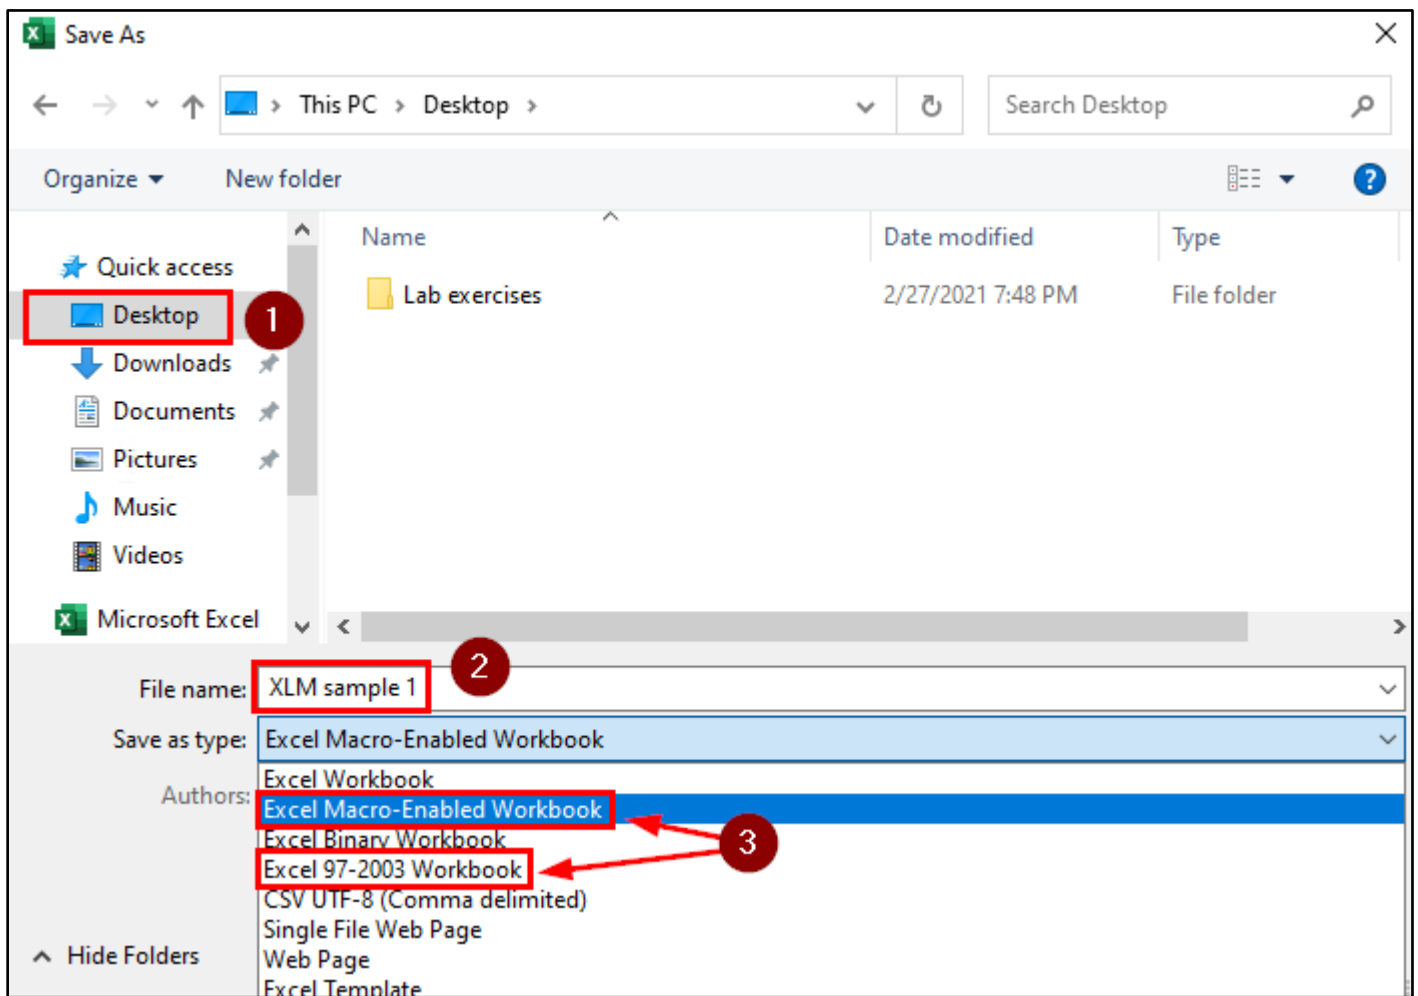 Save As
This PC > Desktop >
Search Desktop
Organize
New folder
?
Name
Date modified
Type
Quick access
Desktop
1
Lab exercises
2/27/2021 7:48 PM
File folder
Downloads
Documents
Pictures
Music
Videos
Microsoft Excel
2
File name: XLM sample 1
Save as type: Excel Macro-Enabled Workbook
Authors:
Excel Workbook
Excel Macro-Enabled Workbook
3
Excel Binary Workbook
Excel 97-2003 Workbook
CSV UTF-8 (Comma delimited)
Single File Web Page
Hide Folders
Web Page
Excel Template